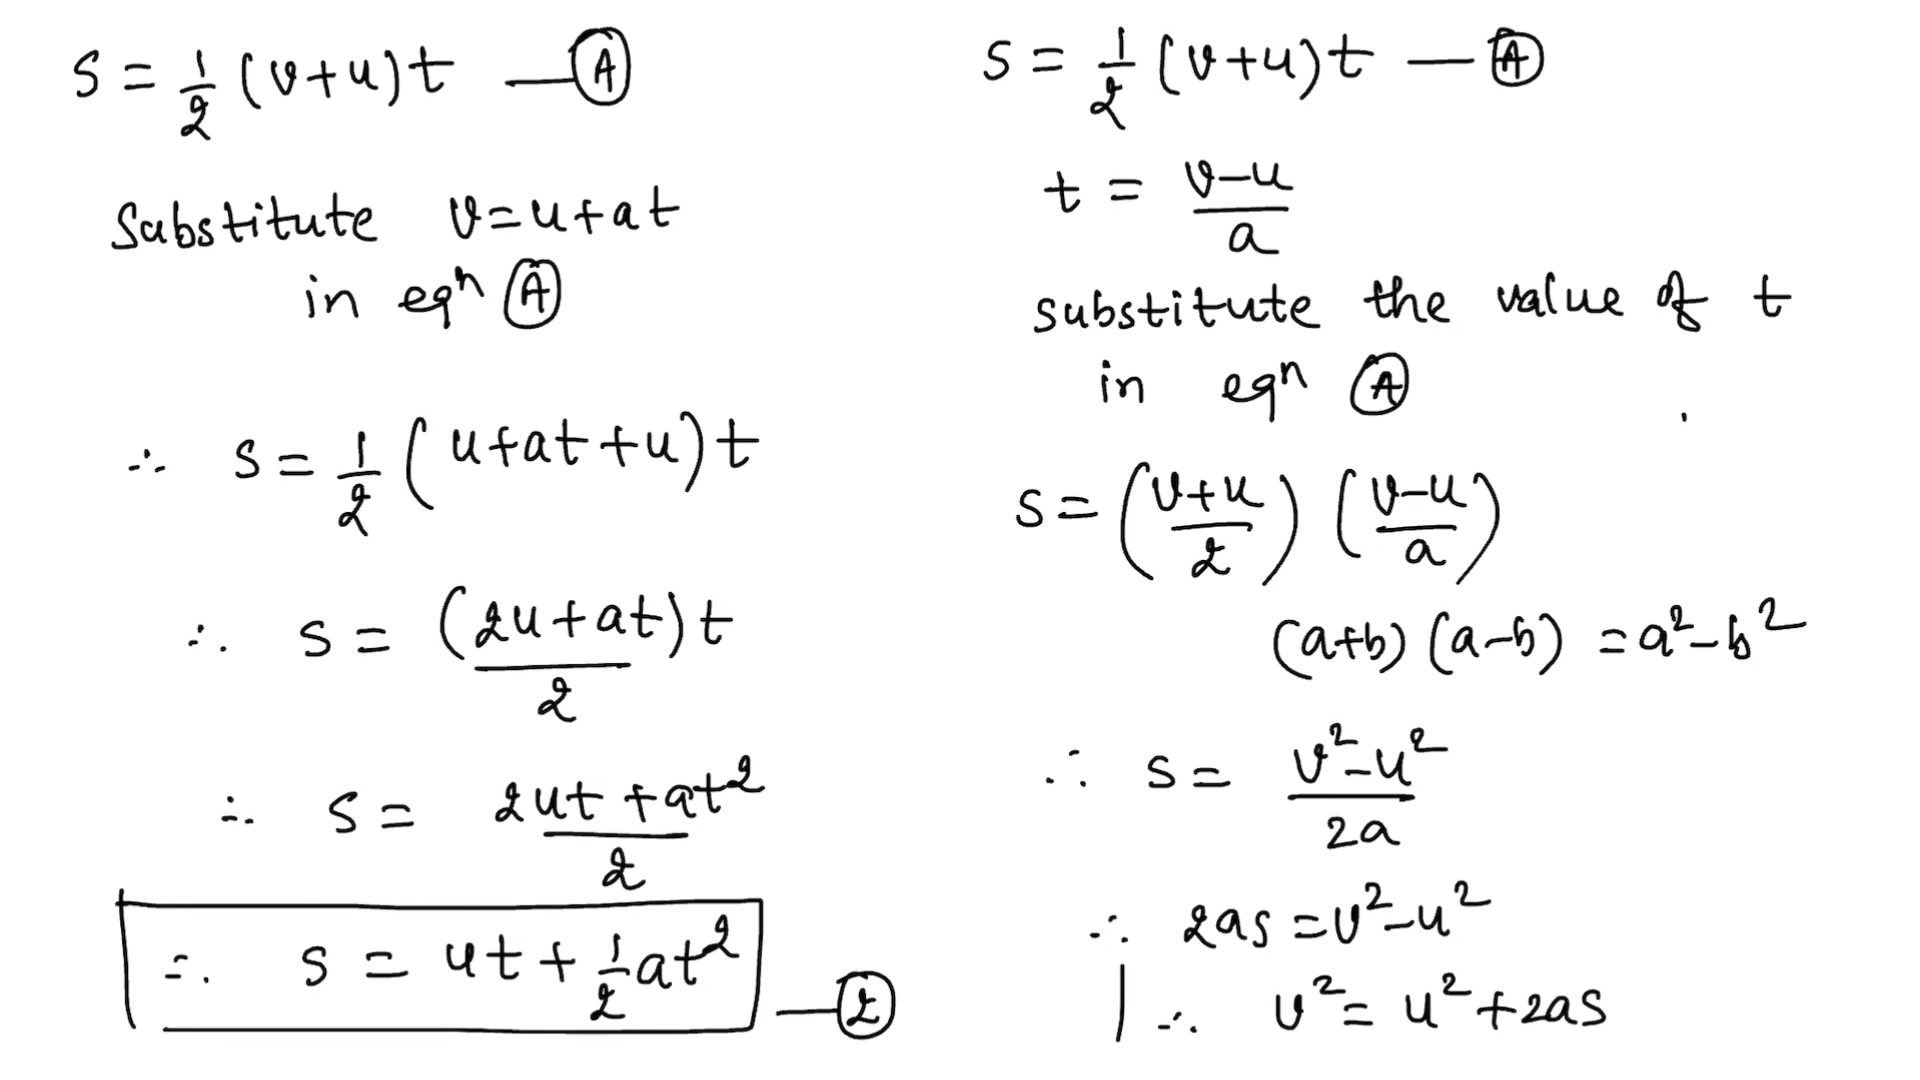 S = 1/2 (v+u)t — Ⓐ
Substitute v=u+at
in eqⁿ Ⓐ
∴ s = 1/2 (u+at+u)t
∴ s = (2u+at)t/2
∴ s = 2ut+at²/2
∴ s = ut + 1/2 at² — ②
S = 1/2 (v+u)t — Ⓐ
t = v-u/a
substitute the value of t
in eqⁿ Ⓐ
s = (v+u/2) (v-u/a)
(a+b) (a-b) = a²-b²
∴ s = v²-u²/2a
∴ 2as = v²-u²
∴ v² = u²+2as